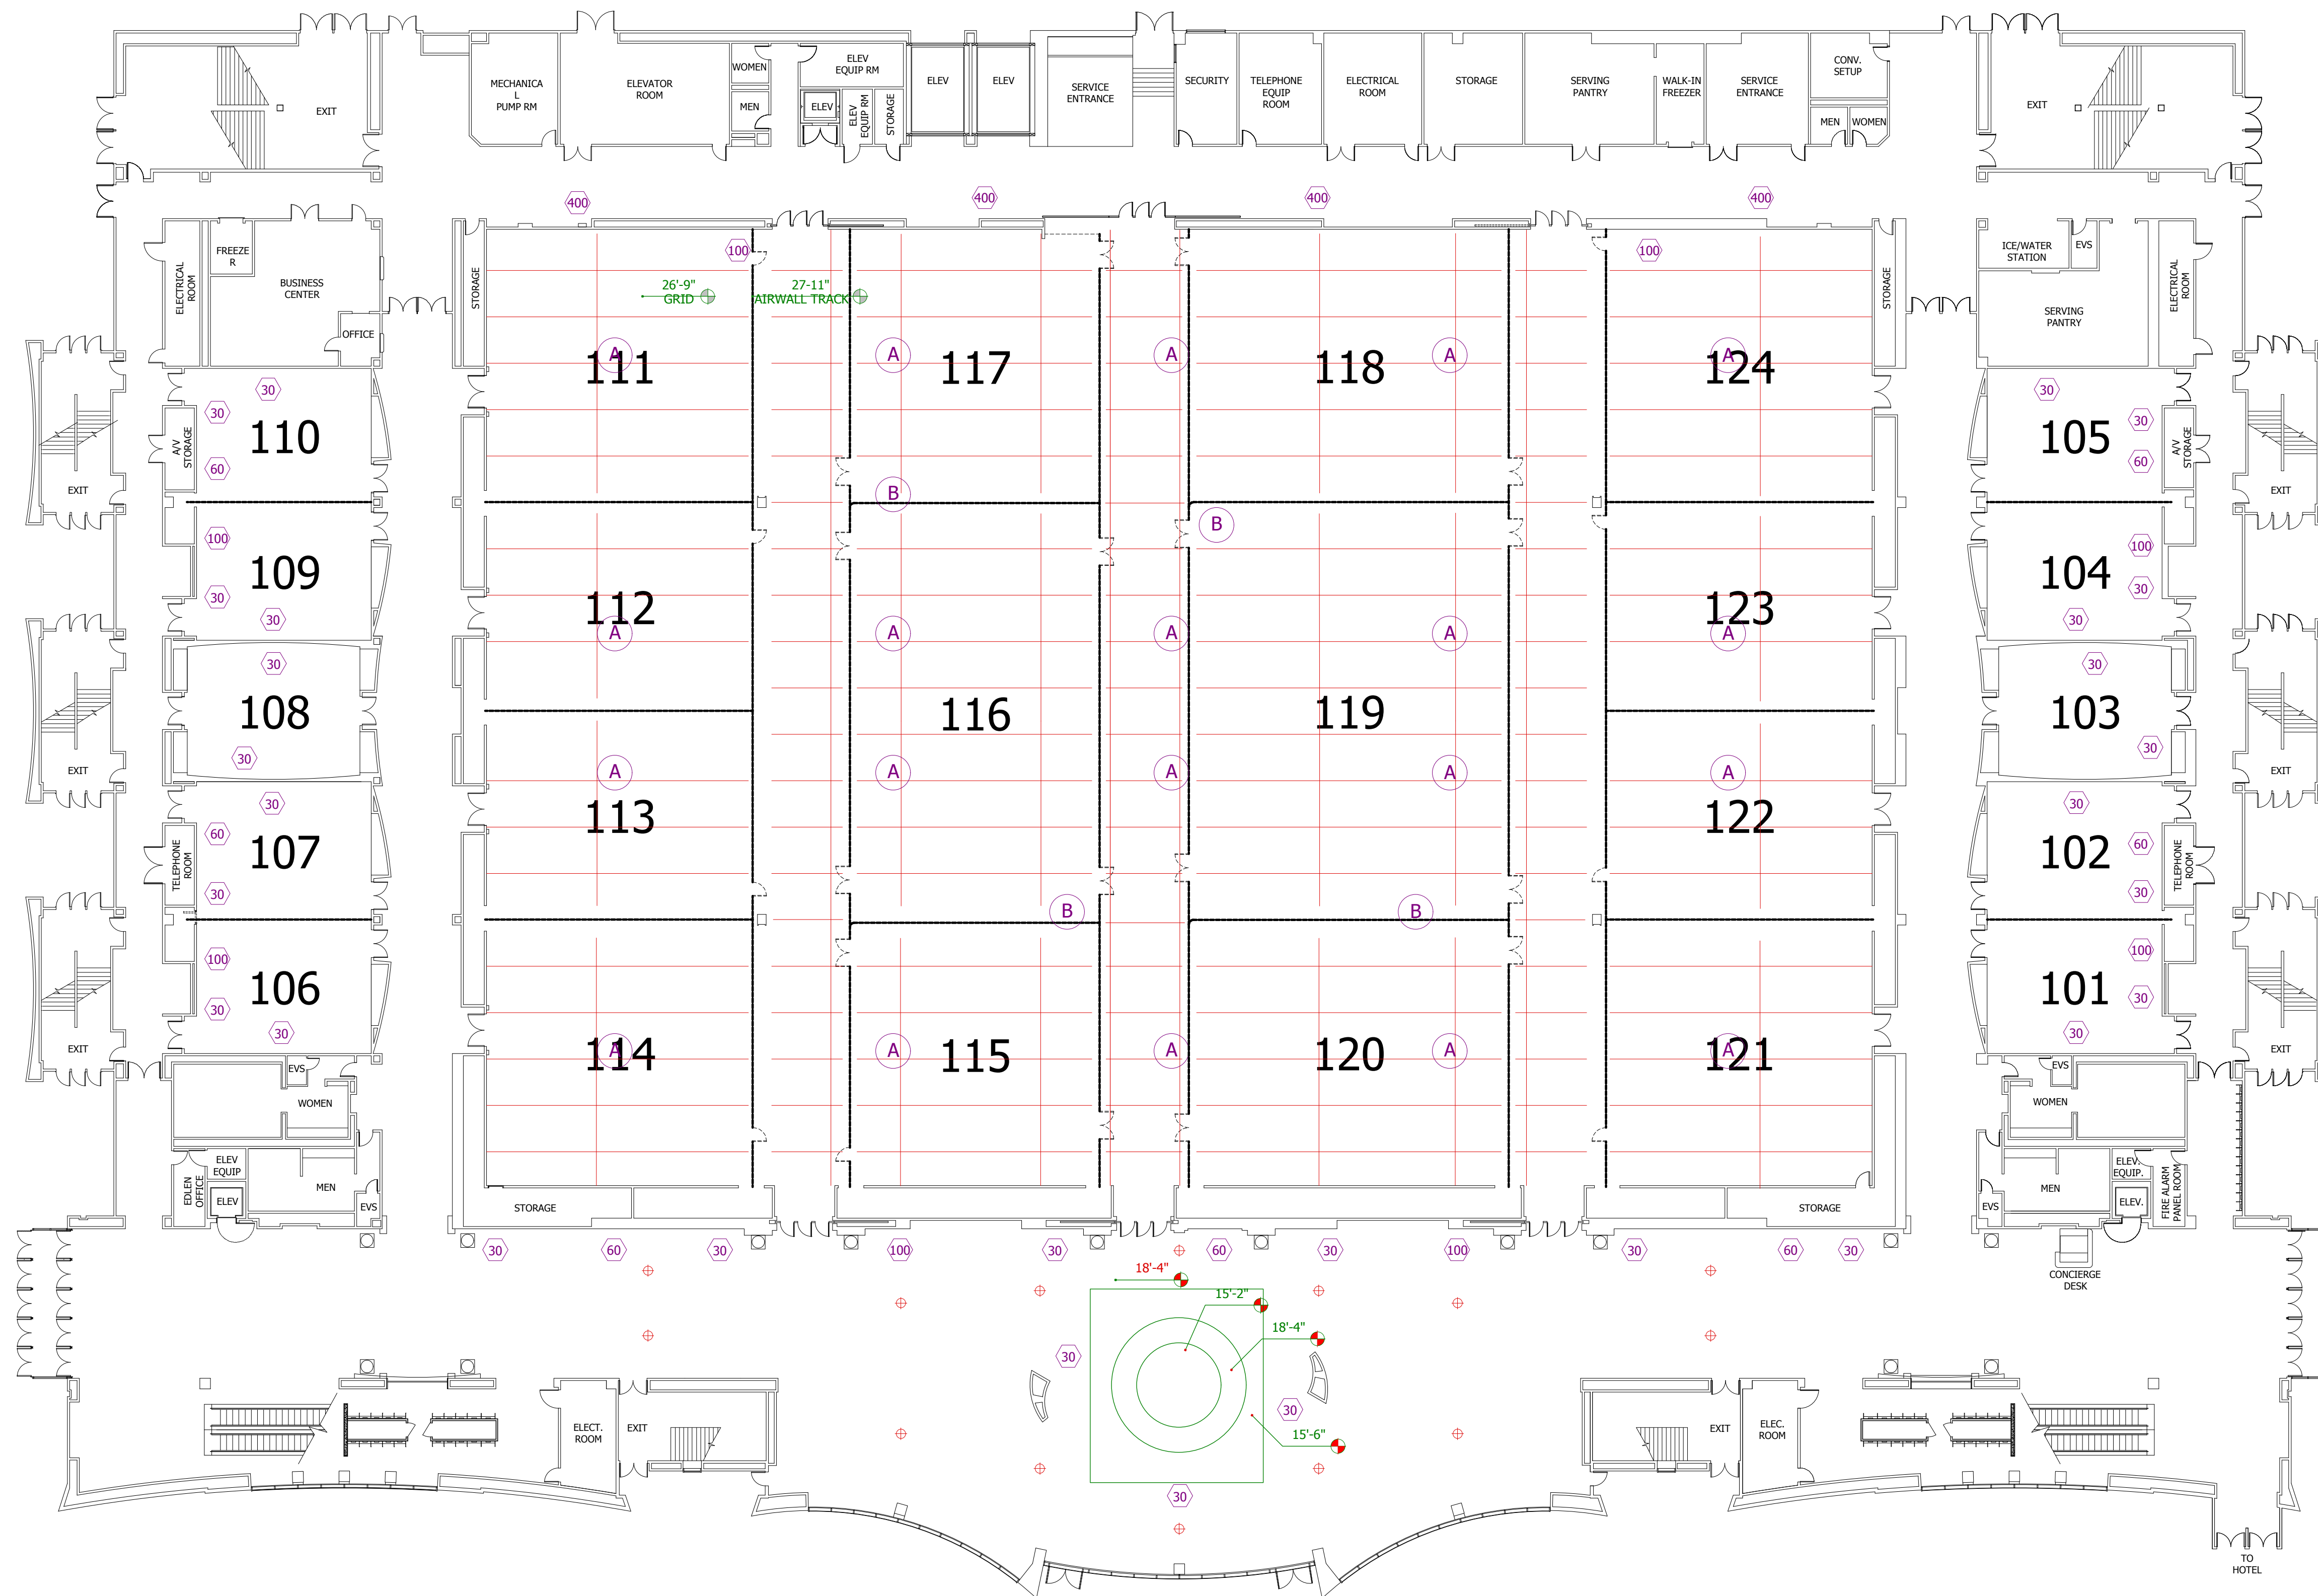 WOMEN
ELEV
EQUIP RM
MECHANICA
L
PUMP RM
ELEVATOR
ROOM
MEN
ELEV
ELEV
EQUIP RM
STORAGE
ELEV
ELEV
SERVICE
ENTRANCE
SECURITY
TELEPHONE
EQUIP
ROOM
ELECTRICAL
ROOM
STORAGE
SERVING
PANTRY
WALK-IN
FREEZER
SERVICE
ENTRANCE
CONV.
SETUP
MEN
WOMEN
EXIT
EXIT
400
400
400
400
100
100
FREEZE
R
ELECTRICAL
ROOM
BUSINESS
CENTER
OFFICE
STORAGE
26'-9"
GRID
27-11"
AIRWALL TRACK
STORAGE
ICE/WATER
STATION
EVS
SERVING
PANTRY
ELECTRICAL
ROOM
111
A
A
117
A
118
A
124
A
30
30
110
60
A/V
STORAGE
EXIT
30
30
105
60
A/V
STORAGE
EXIT
B
B
100
109
30
30
100
104
30
30
112
A
A
A
A
123
A
30
108
30
EXIT
116
119
30
103
30
EXIT
A
A
A
A
A
113
122
30
60
107
30
TELEPHONE
ROOM
30
60
102
30
TELEPHONE
ROOM
B
B
100
106
30
30
EXIT
100
101
30
30
EXIT
114
A
A
115
A
120
A
121
A
EVS
WOMEN
ELEV
EQUIP
EDLEN
OFFICE
ELEV
MEN
EVS
STORAGE
STORAGE
EVS
WOMEN
ELEV.
EQUIP.
MEN
EVS
ELEV.
FIRE ALARM
PANEL ROOM
30
60
30
100
30
60
30
100
30
60
30
CONCIERGE
DESK
18'-4"
15'-2"
18'-4"
30
30
15'-6"
30
ELECT.
ROOM
EXIT
EXIT
ELEC.
ROOM
TO
HOTEL